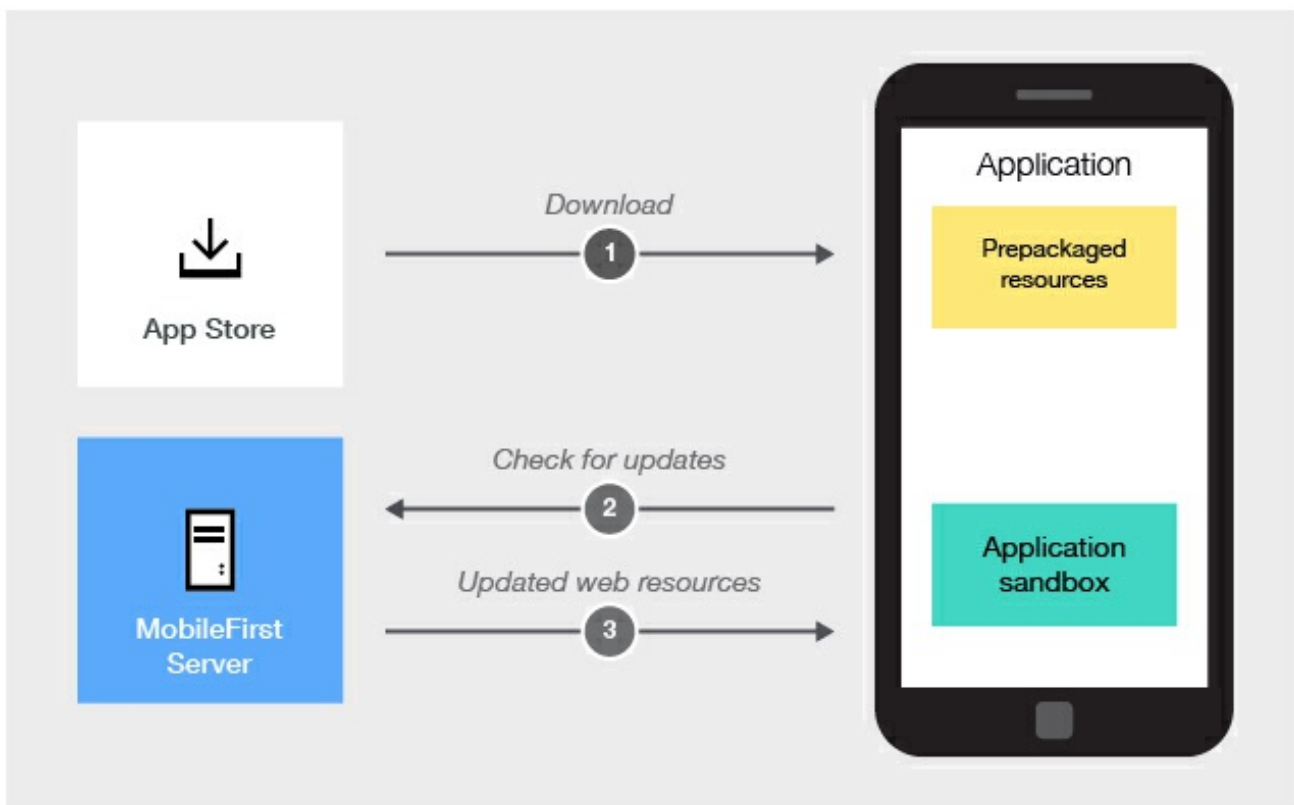 Download
1
App Store
Check for updates
2
Updated web resources
3
MobileFirst
Server
Application
Prepackaged
resources
Application
sandbox